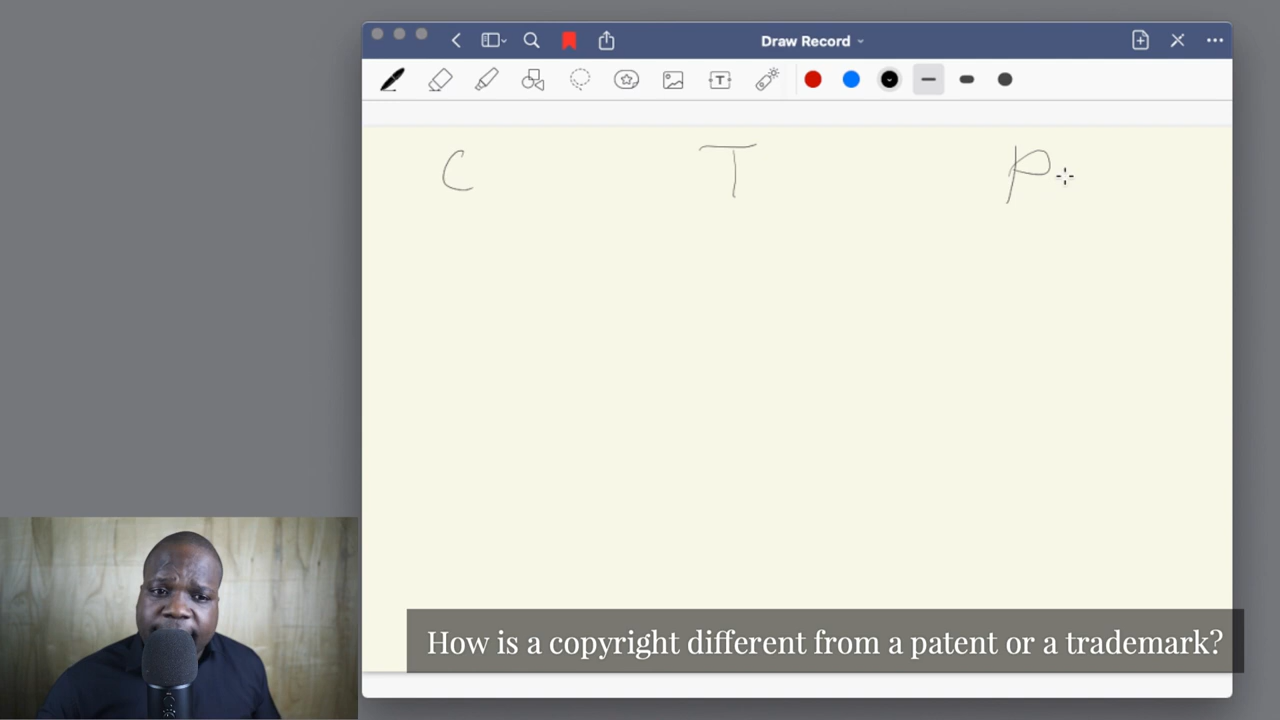 Draw Record
T
C T P
How is a copyright different from a patent or a trademark?